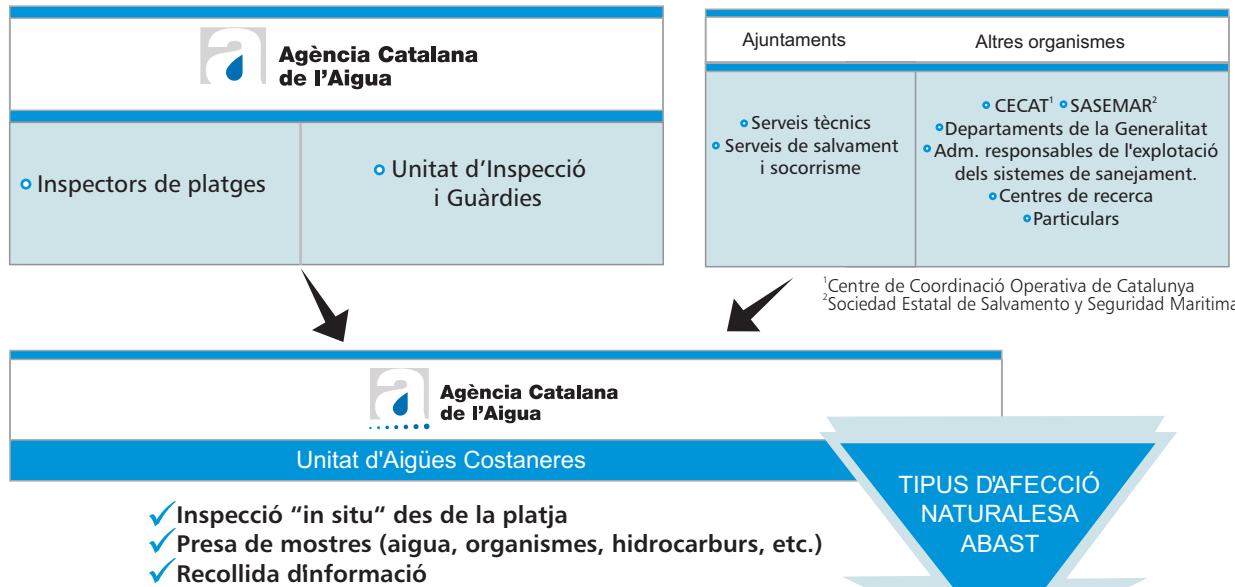 Agència Catalana
de l'Aigua
Inspectors de platges
Unitat d'Inspecció
i Guàrdies
Ajuntaments
Altres organismes
Serveis tècnics
Serveis de salvament
i socorrisme
CECAT¹ SASEMAR²
Departaments de la Generalitat
Adm. responsables de l'explotació
dels sistemes de sanejament.
Centres de recerca
Particulars
¹Centre de Coordinació Operativa de Catalunya
²Sociedad Estatal de Salvamento y Seguridad Maritima
Agència Catalana
de l'Aigua
Unitat d'Aigües Costaneres
TIPUS D'AFECCIÓ
NATURALESA
ABAST
Inspecció “in situ“ des de la platja
Presa de mostres (aigua, organismes, hidrocarburs, etc.)
Recollida d'informació